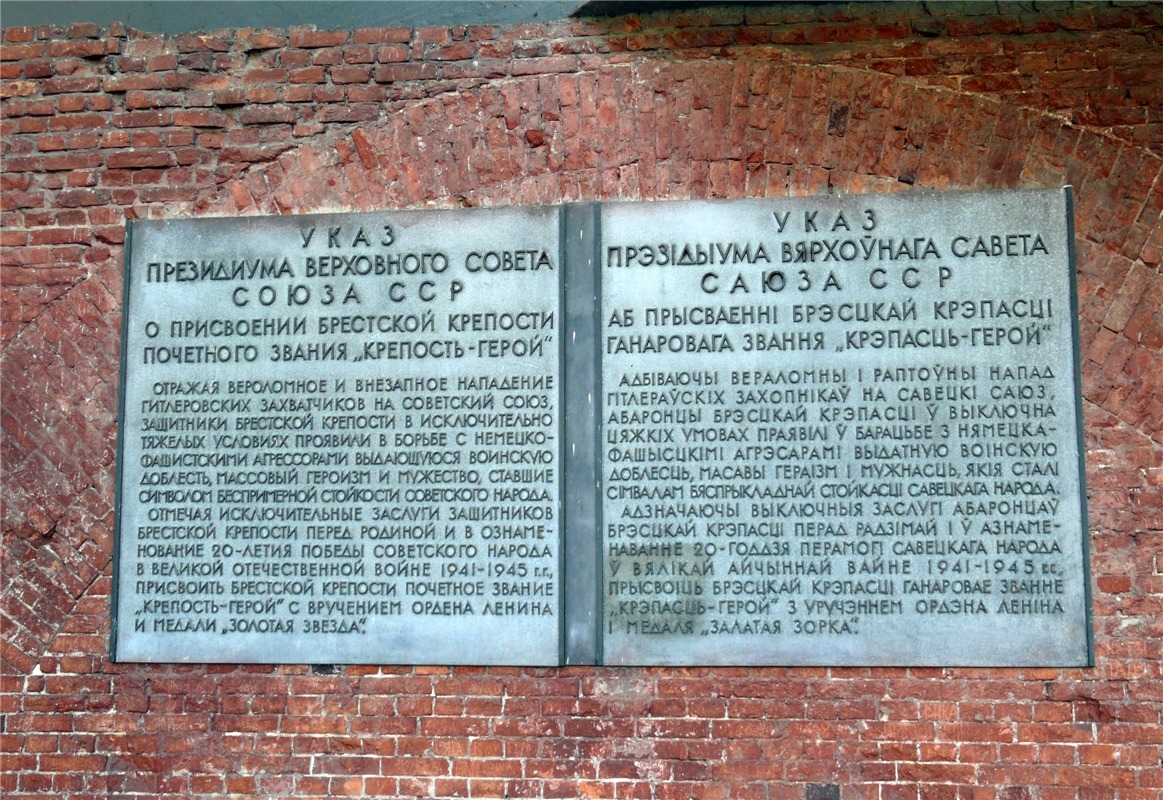 УКАЗ
ПРЕЗИДИУМА ВЕРХОВНОГО СОВЕТА
СОЮЗА ССР
О ПРИСВОЕНИИ БРЕСТСКОЙ КРЕПОСТИ
ПОЧЕТНОГО ЗВАНИЯ „КРЕПОСТЬ-ГЕРОЙ“
ОТРАЖАЯ ВЕРОЛОМНОЕ И ВНЕЗАПНОЕ НАПАДЕНИЕ
ГИТЛЕРОВСКИХ ЗАХВАТЧИКОВ НА СОВЕТСКИЙ СОЮЗ,
ЗАЩИТНИКИ БРЕСТСКОЙ КРЕПОСТИ В ИСКЛЮЧИТЕЛЬНО
ТЯЖЕЛЫХ УСЛОВИЯХ ПРОЯВИЛИ В БОРЬБЕ С НЕМЕЦКО-
ФАШИСТСКИМИ АГРЕССОРАМИ ВЫДАЮЩУЮСЯ ВОИНСКУЮ
ДОБЛЕСТЬ, МАССОВЫЙ ГЕРОИЗМ И МУЖЕСТВО, СТАВШИЕ
СИМВОЛОМ БЕСПРИМЕРНОЙ СТОЙКОСТИ СОВЕТСКОГО НАРОДА.
ОТМЕЧАЯ ИСКЛЮЧИТЕЛЬНЫЕ ЗАСЛУГИ ЗАЩИТНИКОВ
БРЕСТСКОЙ КРЕПОСТИ ПЕРЕД РОДИНОЙ И В ОЗНАМЕ-
НОВАНИЕ 20-ЛЕТИЯ ПОБЕДЫ СОВЕТСКОГО НАРОДА
В ВЕЛИКОЙ ОТЕЧЕСТВЕННОЙ ВОЙНЕ 1941-1945 г.г.,
ПРИСВОИТЬ БРЕСТСКОЙ КРЕПОСТИ ПОЧЕТНОЕ ЗВАНИЕ
„КРЕПОСТЬ-ГЕРОЙ“ С ВРУЧЕНИЕМ ОРДЕНА ЛЕНИНА
И МЕДАЛИ „ЗОЛОТАЯ ЗВЕЗДА“.
УКАЗ
ПРЭЗІДЫУМА ВЯРХОЎНАГА САВЕТА
САЮЗА ССР
АБ ПРЫСВАЕННІ БРЭСЦКАЙ КРЭПАСЦІ
ГАНАРОВАГА ЗВАННЯ „КРЭПАСЦЬ-ГЕРОЙ“
АДБІВАЮЧЫ ВЕРАЛОМНЫ І РАПТОЎНЫ НАПАД
ГІТЛЕРАЎСКІХ ЗАХОПНІКАЎ НА САВЕЦКІ САЮЗ,
АБАРОНЦЫ БРЭСЦКАЙ КРЭПАСЦІ Ў ВЫКЛЮЧНА
ЦЯЖКІХ УМОВАХ ПРАЯВІЛІ Ў БАРАЦЬБЕ З НЯМЕЦКА-
ФАШЫСЦКІМІ АГРЭСАРАМІ ВЫДАТНУЮ ВОІНСКУЮ
ДОБЛЕСЦЬ, МАСАВЫ ГЕРАІЗМ І МУЖНАСЦЬ, ЯКІЯ СТАЛІ
СІМВАЛАМ БЯСПРЫКЛАДНАЙ СТОЙКАСЦІ САВЕЦКАГА НАРОДА.
АДЗНАЧАЮЧЫ ВЫКЛЮЧНЫЯ ЗАСЛУГІ АБАРОНЦАЎ
БРЭСЦКАЙ КРЭПАСЦІ ПЕРАД РАДЗІМАЙ І Ў АЗНАМЕ-
НАВАННЕ 20-ГОДДЗЯ ПЕРАМОГІ САВЕЦКАГА НАРОДА
Ў ВЯЛІКАЙ АЙЧЫННАЙ ВАЙНЕ 1941-1945 г.г.,
ПРЫСВОІЦЬ БРЭСЦКАЙ КРЭПАСЦІ ГАНАРОВАЕ ЗВАННЕ
„КРЭПАСЦЬ-ГЕРОЙ“ З УРУЧЭННЕМ ОРДЭНА ЛЕНІНА
І МЕДАЛЯ „ЗАЛАТАЯ ЗОРКА“.